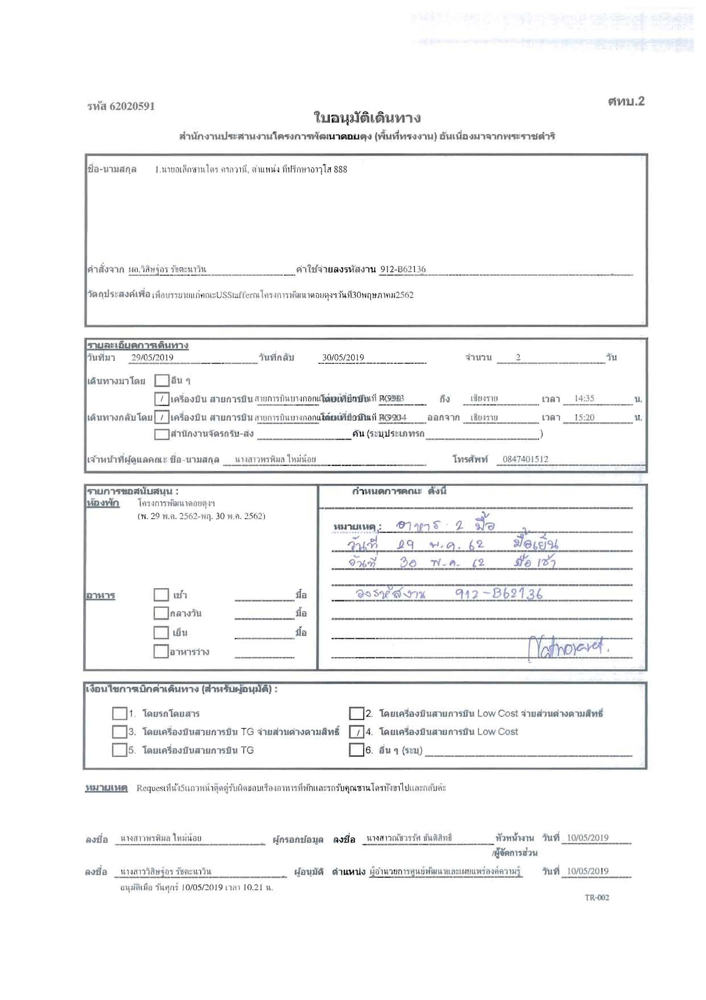 รหัส 62020591
ศทบ.2
ใบอนุมัติเดินทาง
สำนักงานประสานงานโครงการพัฒนาดอยตุง (พื้นที่ทรงงาน) อันเนื่องมาจากพระราชดำริ
ชื่อ-นามสกุล 1.นายอเล็กซานโดร คาลวานี, ตำแหน่ง ที่ปรึกษาอาวุโส 888
คำสั่งจาก ผอ.วิสิษฐ์อร รัชตะนาวิน ค่าใช้จ่ายลงรหัสงาน 912-B62136
วัตถุประสงค์เพื่อ เพื่อบรรยายแก่คณะUSStafferณโครงการพัฒนาดอยตุงฯวันที่30พฤษภาคม2562
รายละเอียดการเดินทาง
วันที่มา 29/05/2019 วันที่กลับ 30/05/2019 จำนวน 2 วัน
เดินทางมาโดย อื่น ๆ
/ เครื่องบิน สายการบิน สายการบินบางกอกแอร์ ถึง เชียงราย เวลา 14:35 น.
เดินทางกลับโดย / เครื่องบิน สายการบิน สายการบินบางกอกแอร์ ออกจาก เชียงราย เวลา 15:20 น.
สำนักงานจัดรถรับ-ส่ง คัน (ระบุประเภทรถ )
เจ้าหน้าที่ผู้ดูแลคณะ ชื่อ-นามสกุล นางสาวพรพิมล ใหม่น้อย โทรศัพท์ 0847401512
รายการขอสนับสนุน :
ห้องพัก โครงการพัฒนาดอยตุงฯ
(พ. 29 พ.ค. 2562-พฤ. 30 พ.ค. 2562)
อาหาร เช้า มื้อ
กลางวัน มื้อ
เย็น มื้อ
อาหารว่าง
กำหนดการคณะ ดังนี้
หมายเหตุ : อาหาร 2 มื้อ
วันที่ 29 พ.ค. 62 มื้อเย็น
วันที่ 30 พ.ค. 62 มื้อเช้า
ลงรหัสงาน 912-B62136
เงื่อนไขการเบิกค่าเดินทาง (สำหรับผู้อนุมัติ) :
1. โดยรถโดยสาร
2. โดยเครื่องบินสายการบิน Low Cost จ่ายส่วนต่างตามสิทธิ์
3. โดยเครื่องบินสายการบิน TG จ่ายส่วนต่างตามสิทธิ์
/ 4. โดยเครื่องบินสายการบิน Low Cost
5. โดยเครื่องบินสายการบิน TG
6. อื่น ๆ (ระบุ)
หมายเหตุ Requestที่นั่ง5แถวหน้าตุ๊ดตู่รับผิดชอบเรื่องอาหารที่พักและรถรับคุณซานโดรทั้งขาไปและกลับค่ะ
ลงชื่อ นางสาวพรพิมล ใหม่น้อย ผู้กรอกข้อมูล ลงชื่อ นางสาวณัชวรรัศ ขันติสิทธิ์ หัวหน้างาน วันที่ 10/05/2019
/ผู้จัดการส่วน
ลงชื่อ นางสาววิสิษฐ์อร รัชตะนาวิน ผู้อนุมัติ ตำแหน่ง ผู้อำนวยการศูนย์พัฒนาและเผยแพร่องค์ความรู้ วันที่ 10/05/2019
อนุมัติเมื่อ วันศุกร์ 10/05/2019 เวลา 10.21 น.
TR-002